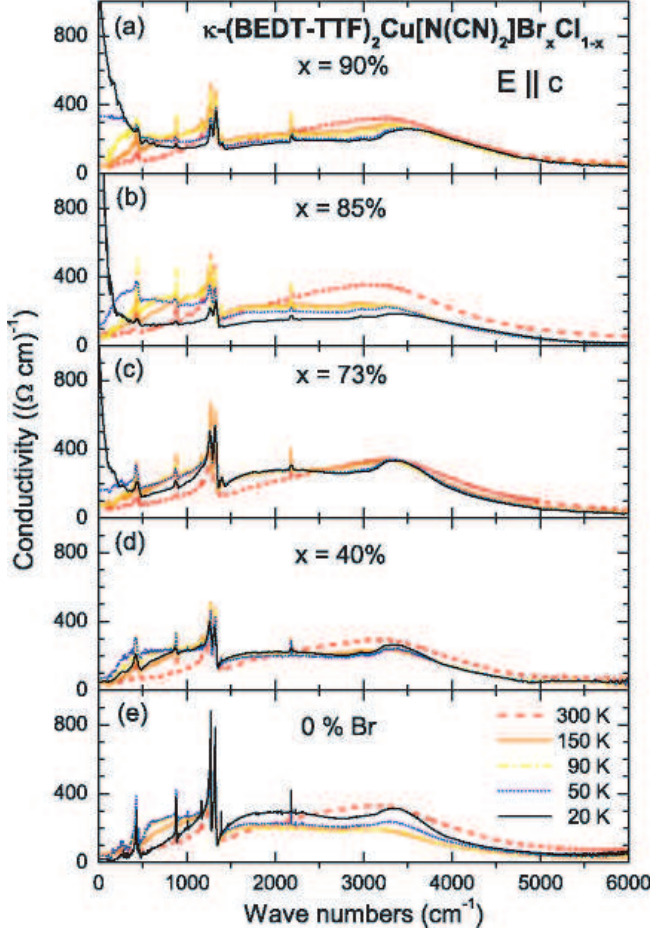 κ-(BEDT-TTF)₂Cu[N(CN)₂]BrₓCl₁₋ₓ
(a)
x = 90%
E || c
800
400
0
(b)
x = 85%
800
400
0
(c)
x = 73%
800
400
0
(d)
x = 40%
800
400
0
(e)
0 % Br
800
400
0
300 K
150 K
90 K
50 K
20 K
0 1000 2000 3000 4000 5000 6000
Wave numbers (cm⁻¹)
Conductivity ((Ω cm)⁻¹)